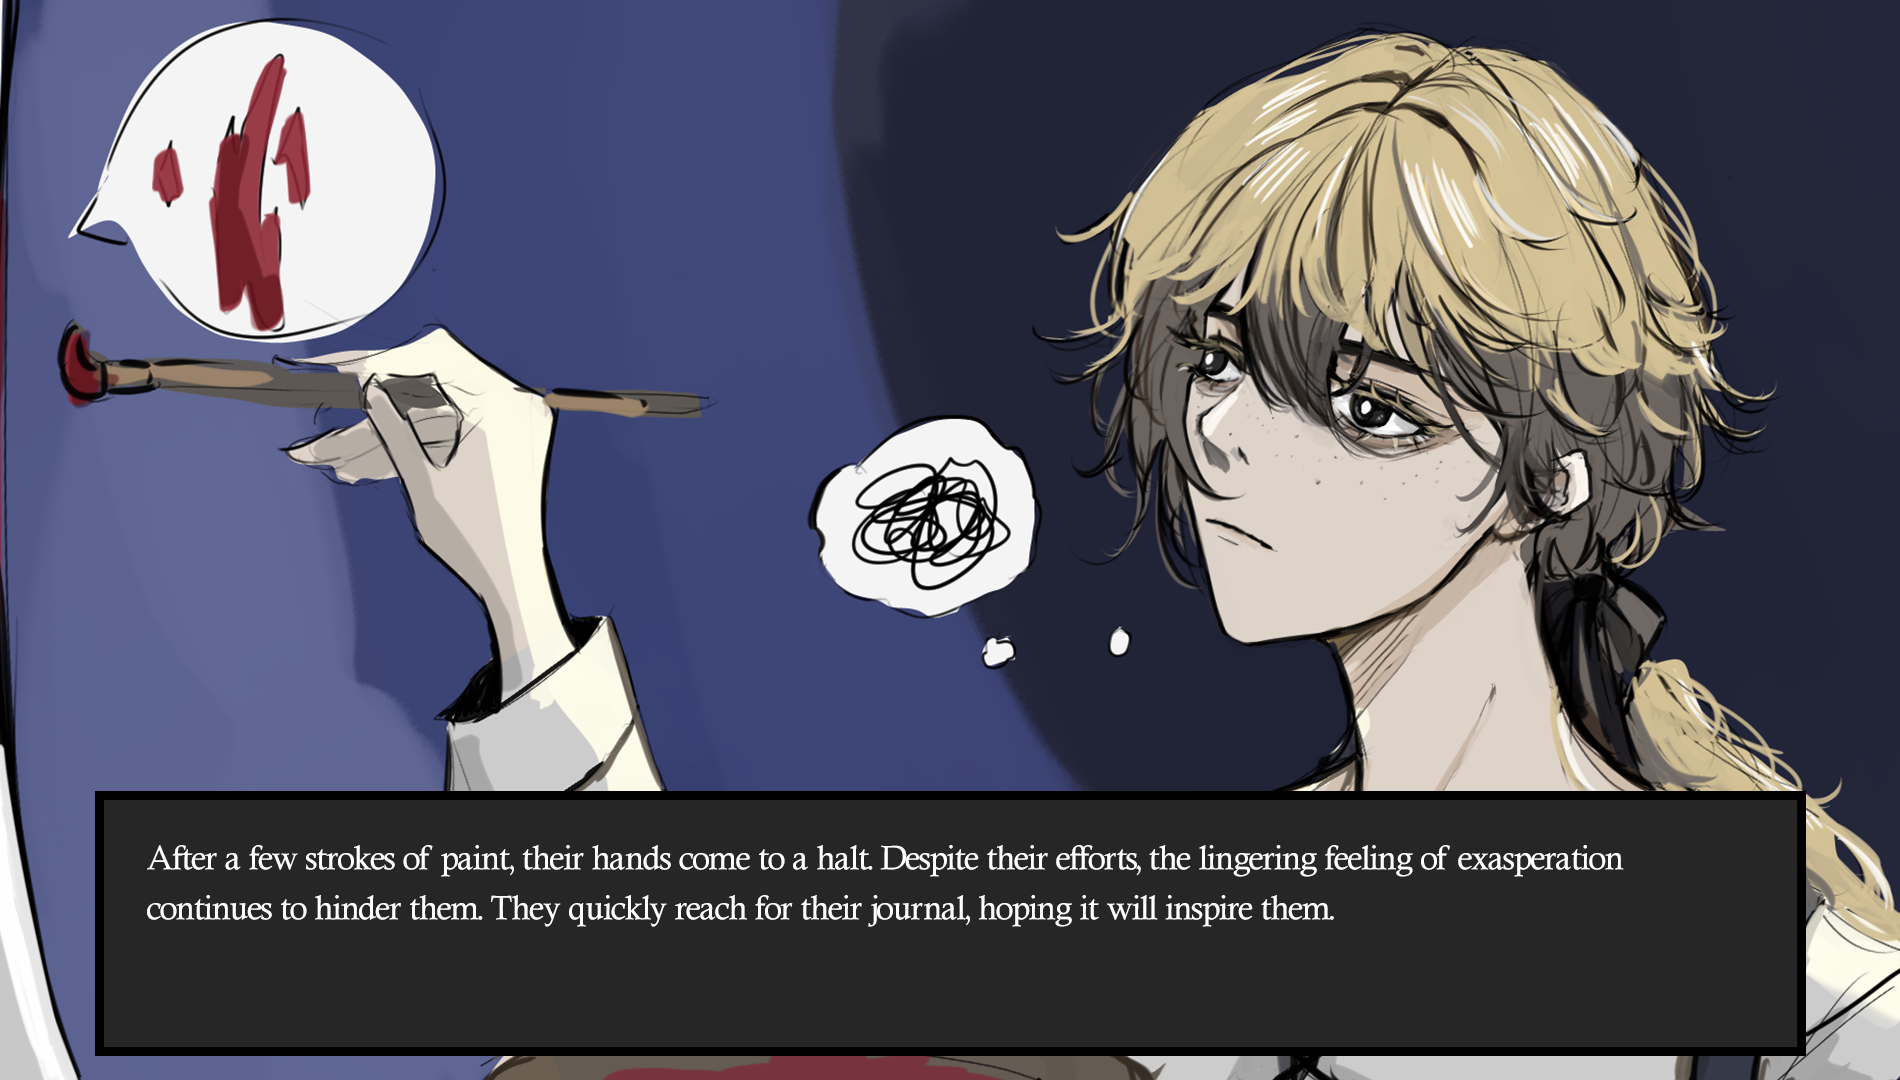 After a few strokes of paint, their hands come to a halt. Despite their efforts, the lingering feeling of exasperation
continues to hinder them. They quickly reach for their journal, hoping it will inspire them.